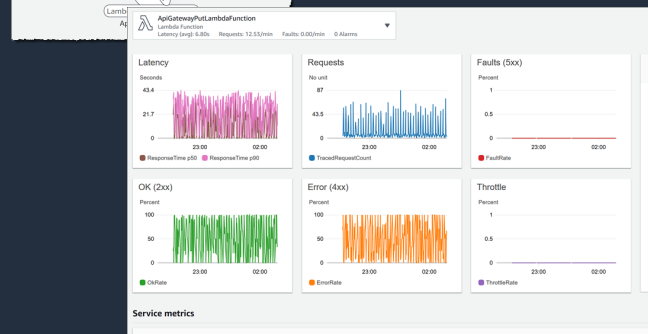 Lamb
Ap
ApiGatewayPutLambdaFunction
Lambda Function
Latency (avg): 6.80s Requests: 12.53/min Faults: 0.00/min 0 Alarms
Latency
Seconds
43.4
21.7
0
23:00 02:00
ResponseTime p50 ResponseTime p90
Requests
No unit
87
43.5
0
23:00 02:00
TracedRequestCount
Faults (5xx)
Percent
1
0.5
0
23:00 02:00
FaultRate
OK (2xx)
Percent
100
50
0
23:00 02:00
OkRate
Error (4xx)
Percent
100
50
0
23:00 02:00
ErrorRate
Throttle
Percent
1
0.5
0
23:00 02:00
ThrottleRate
Service metrics